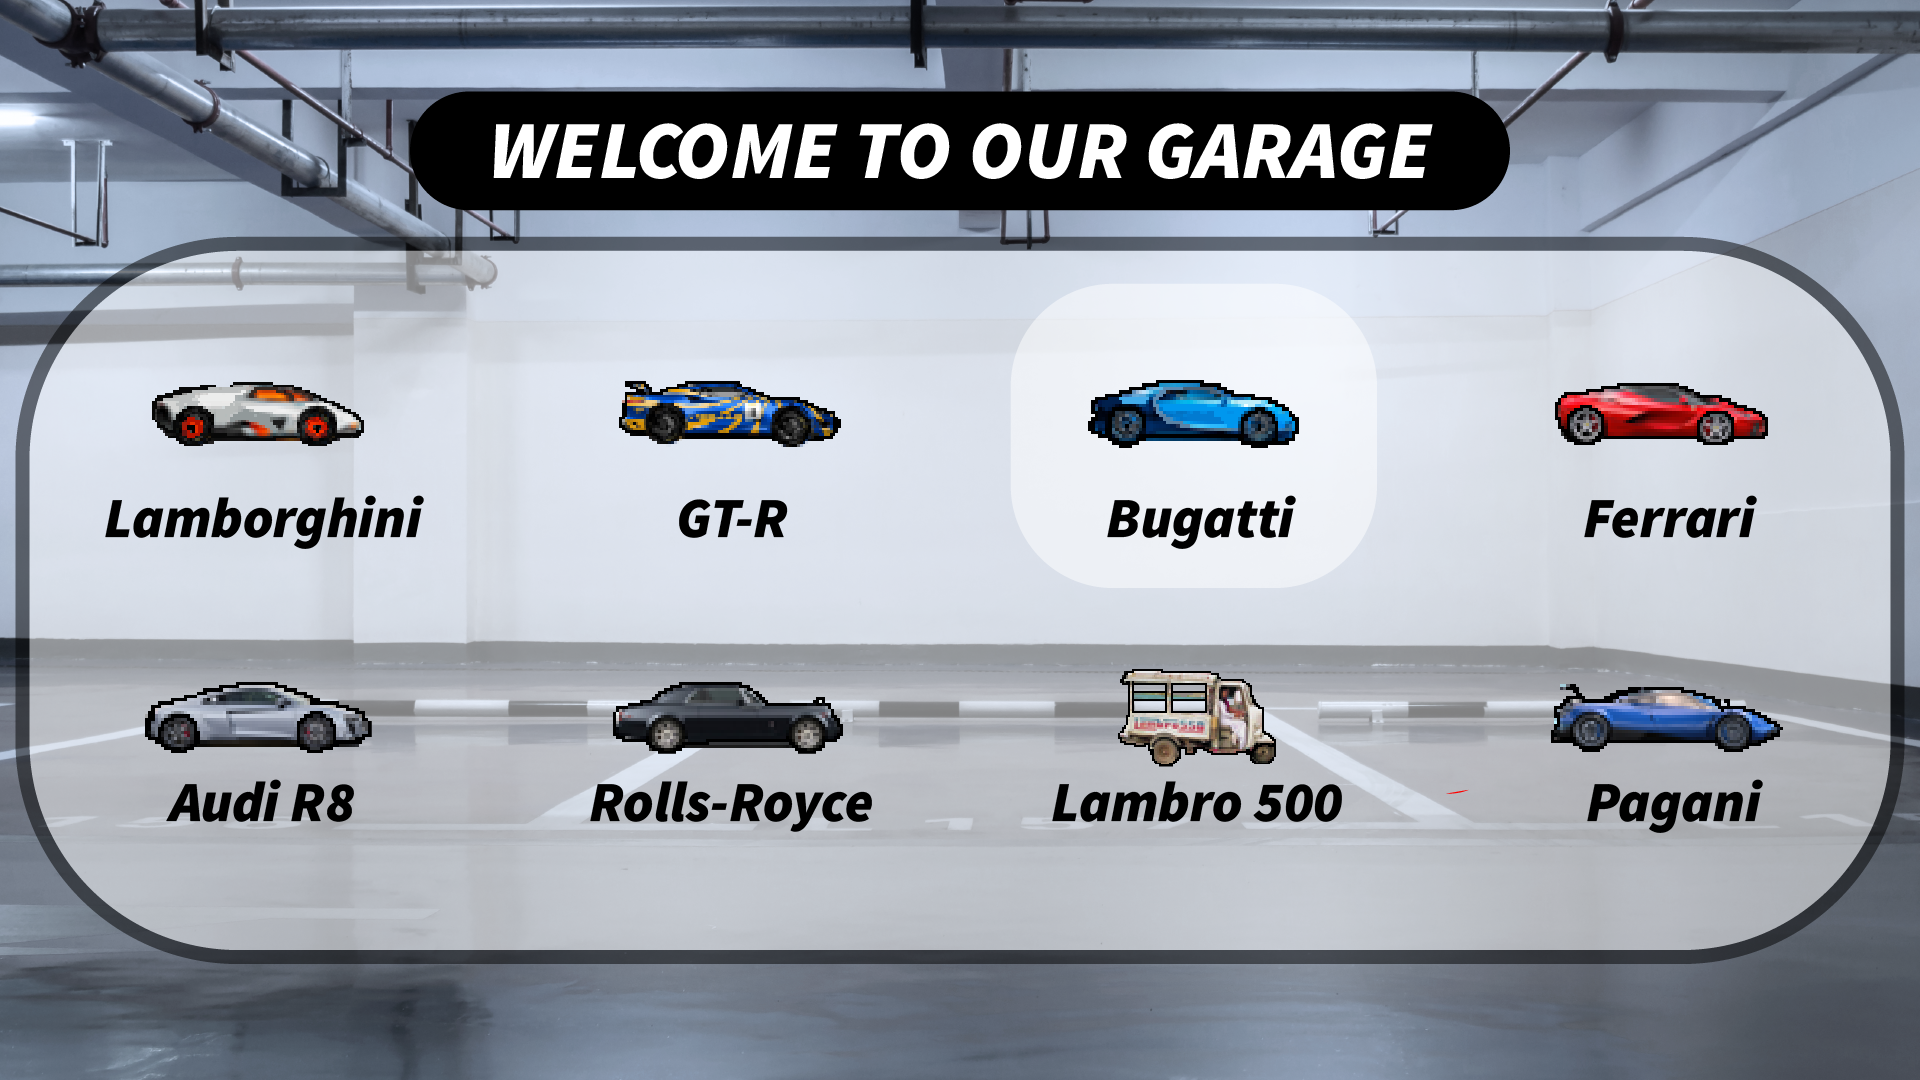 WELCOME TO OUR GARAGE
Lamborghini
GT-R
Bugatti
Ferrari
Audi R8
Rolls-Royce
Lambro 500
Pagani